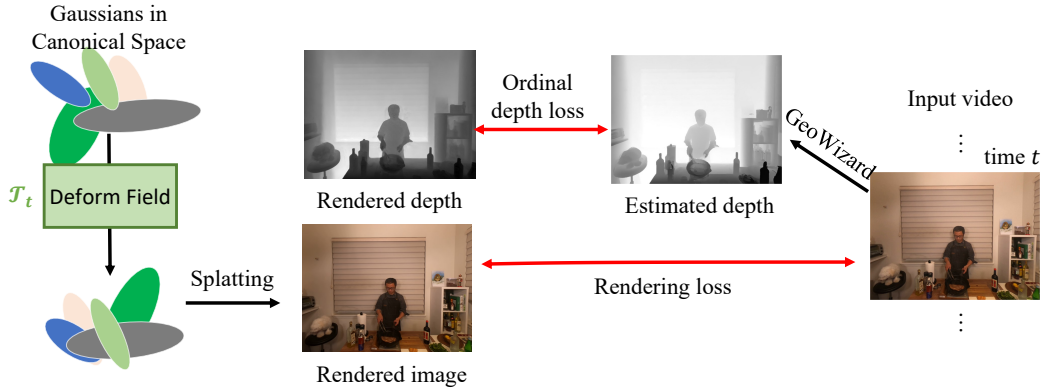 Gaussians in
Canonical Space
𝒯ₜ
Deform Field
Splatting
Rendered depth
Ordinal
depth loss
Estimated depth
GeoWizard
Input video
⋮
time t
⋮
Rendered image
Rendering loss